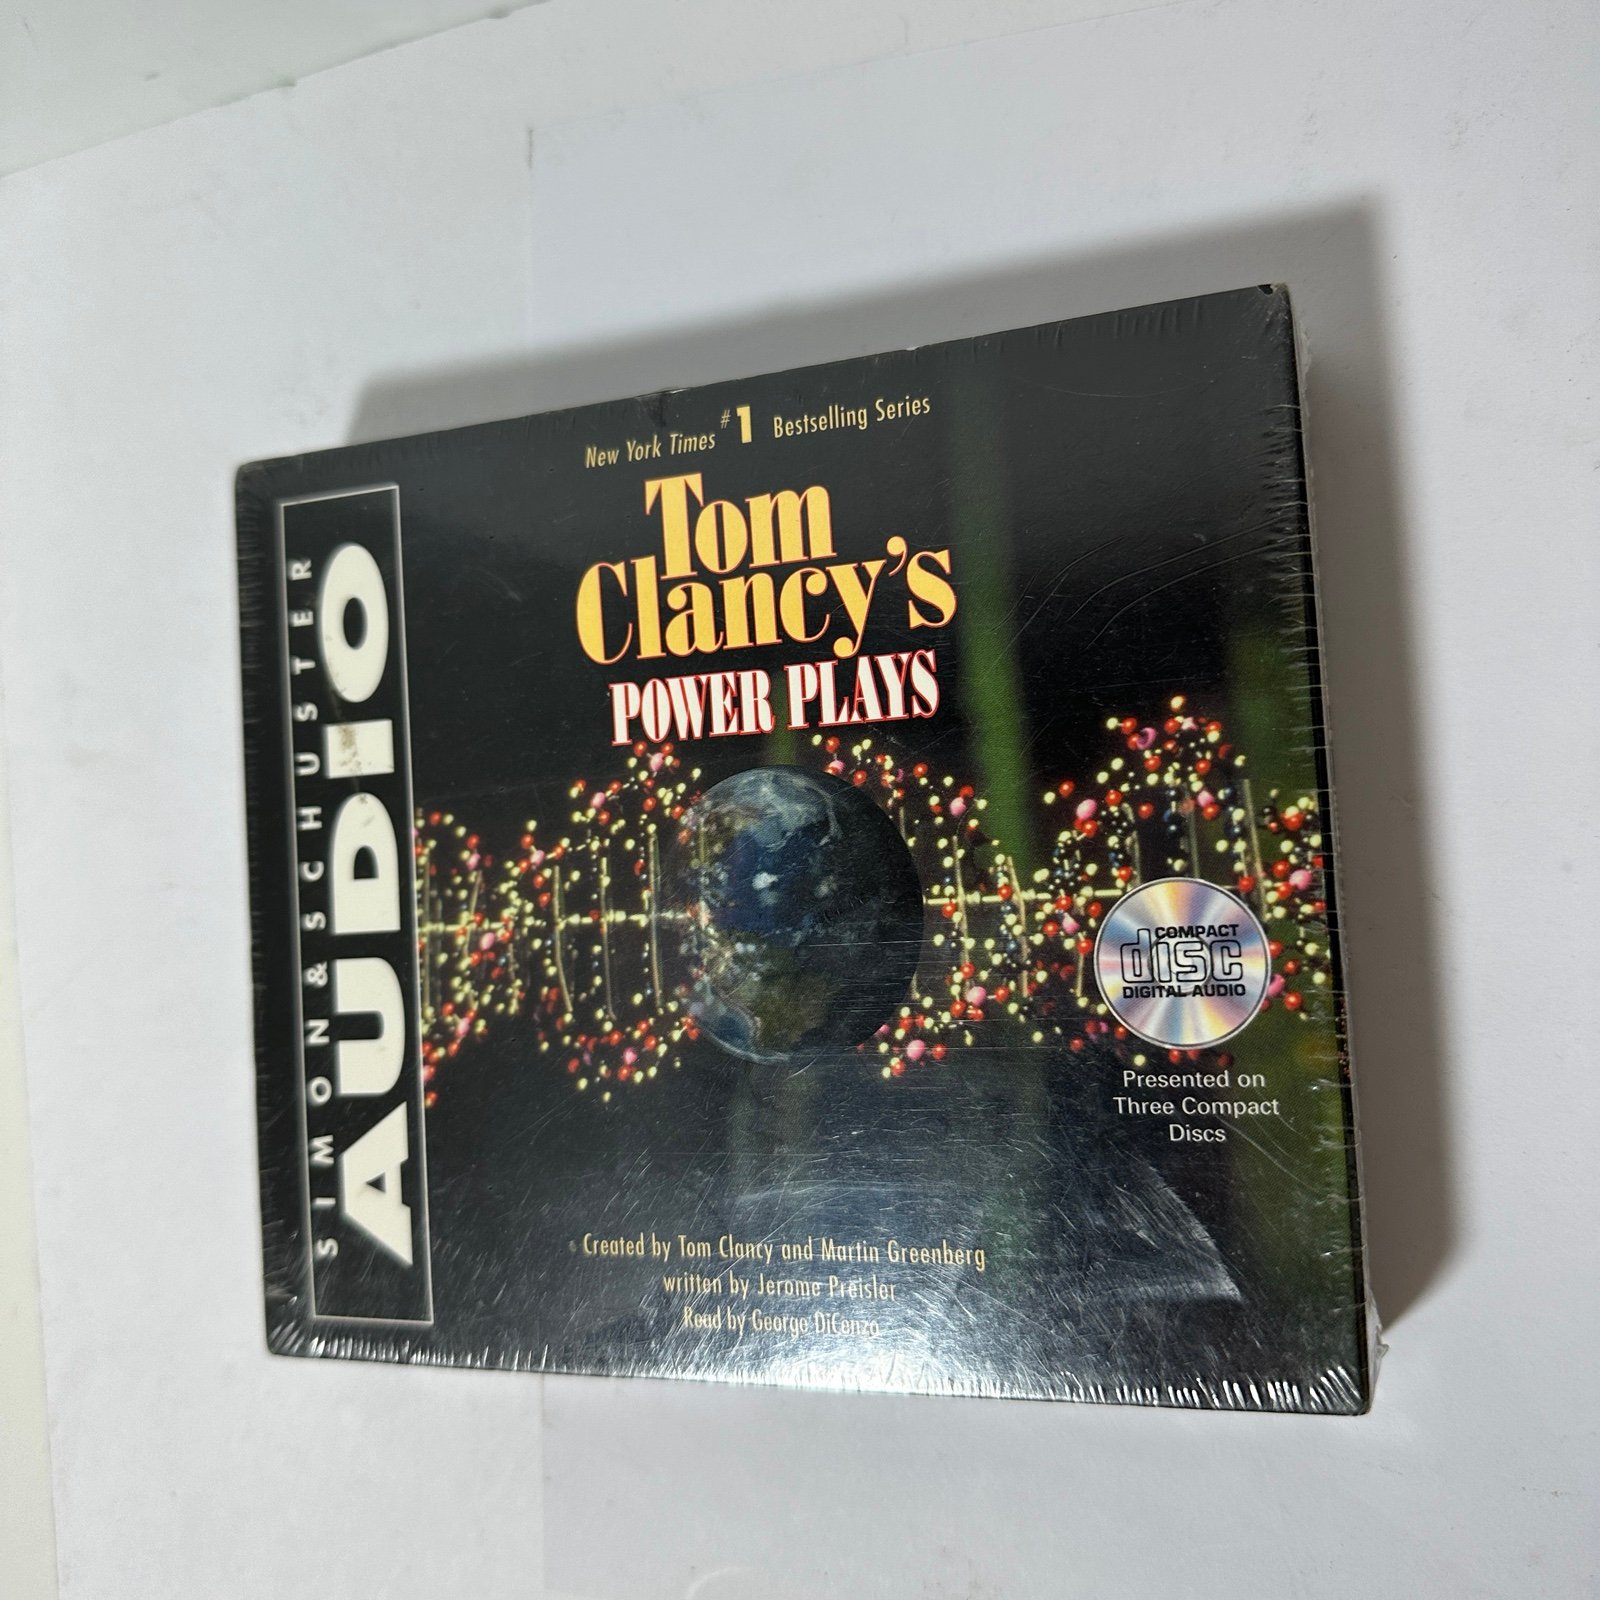 New York Times #1 Bestselling Series
Tom
Clancy's
POWER PLAYS
SIMON & SCHUSTER
AUDIO
COMPACT
disc
DIGITAL AUDIO
Presented on
Three Compact
Discs
Created by Tom Clancy and Martin Greenberg
written by Jerome Preisler
Read by George DiCenzo